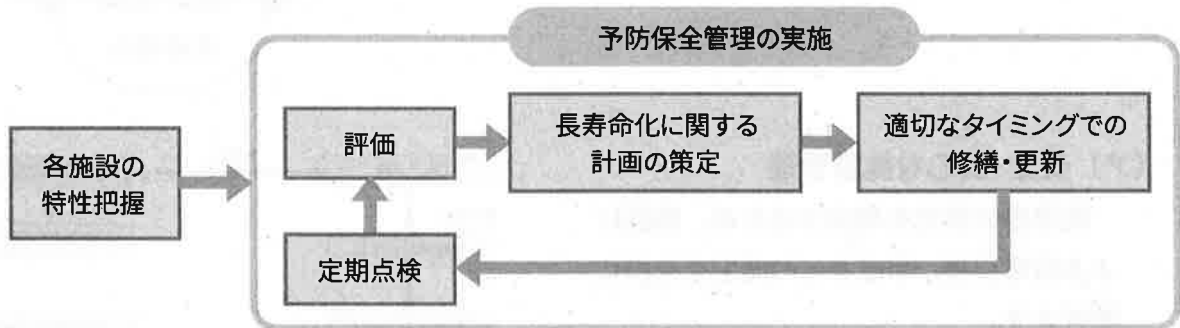 予防保全管理の実施
各施設の
特性把握
評価
長寿命化に関する
計画の策定
適切なタイミングでの
修繕・更新
定期点検